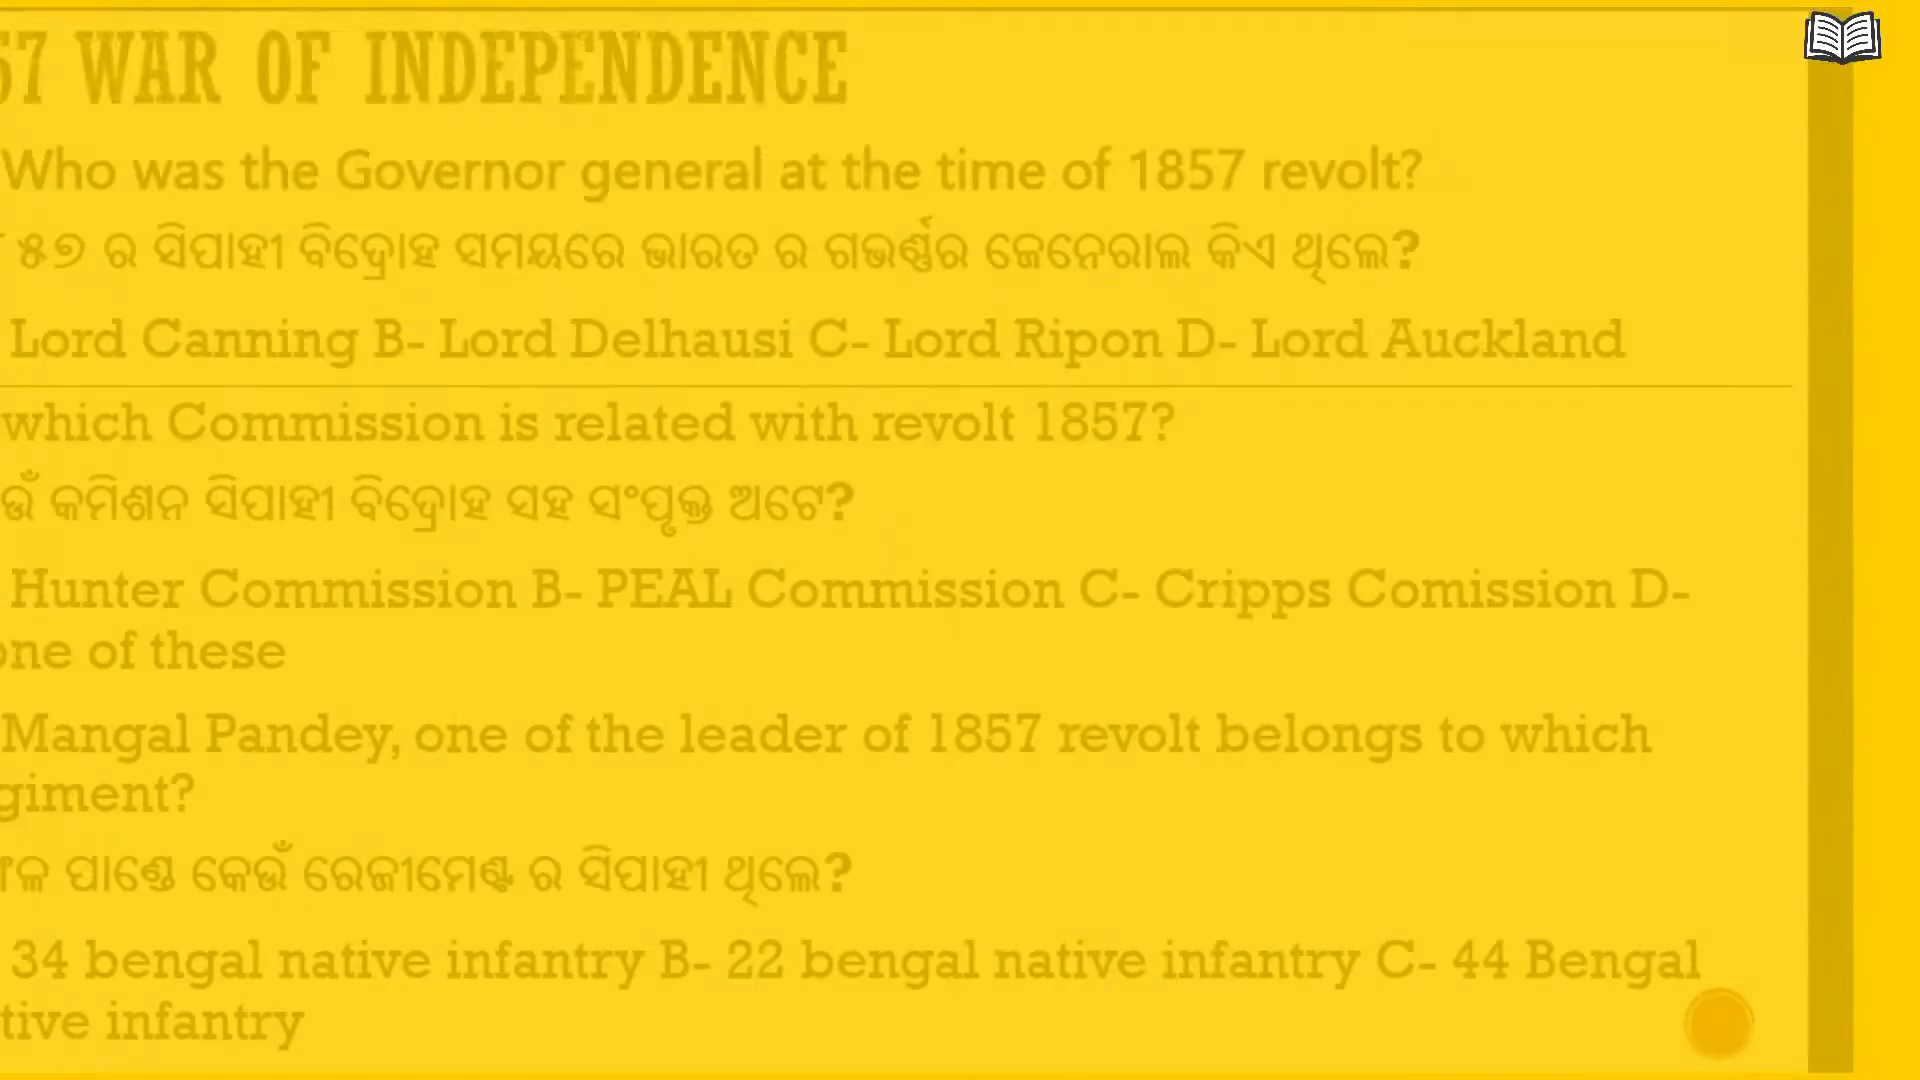 57 WAR OF INDEPENDENCE
Who was the Governor general at the time of 1857 revolt?
୫୭ ର ସିପାହୀ ବିଦ୍ରୋହ ସମୟରେ ଭାରତ ର ଗଭର୍ଣ୍ଣର ଜେନେରାଲ କିଏ ଥିଲେ?
Lord Canning B- Lord Delhausi C- Lord Ripon D- Lord Auckland
which Commission is related with revolt 1857?
ଉଁ କମିଶନ ସିପାହୀ ବିଦ୍ରୋହ ସହ ସଂପୃକ୍ତ ଅଟେ?
Hunter Commission B- PEAL Commission C- Cripps Comission D-
one of these
Mangal Pandey, one of the leader of 1857 revolt belongs to which
giment?
ଙ୍ଗଳ ପାଣ୍ଡେ କେଉଁ ରେଜୀମେଣ୍ଟ ର ସିପାହୀ ଥିଲେ?
34 bengal native infantry B- 22 bengal native infantry C- 44 Bengal
tive infantry